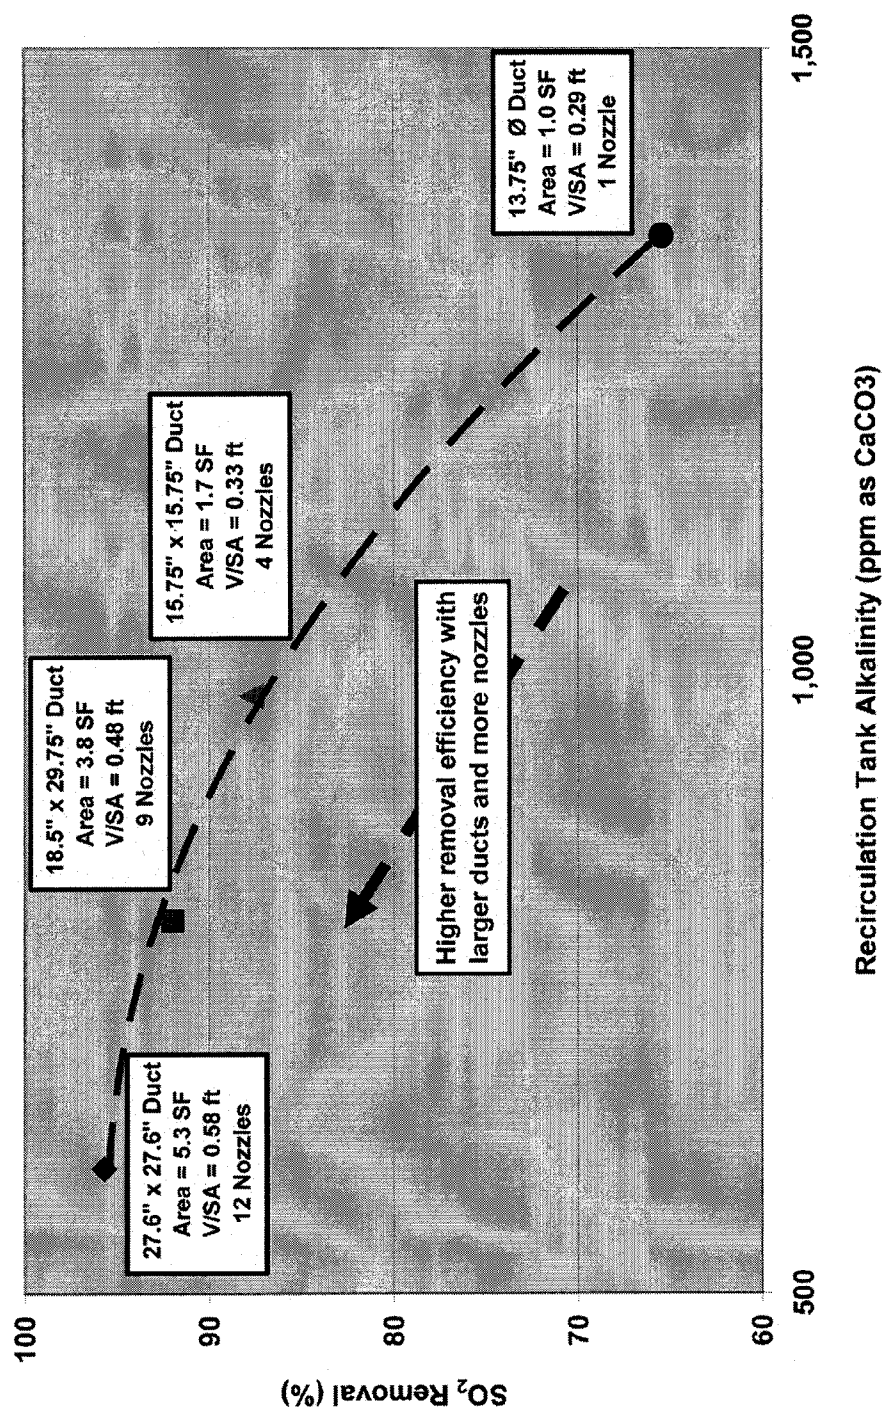 SO₂ Removal (%)
100
90
80
70
60
27.6" x 27.6" Duct
Area = 5.3 SF
V/SA = 0.58 ft
12 Nozzles
18.5" x 29.75" Duct
Area = 3.8 SF
V/SA = 0.48 ft
9 Nozzles
15.75" x 15.75" Duct
Area = 1.7 SF
V/SA = 0.33 ft
4 Nozzles
13.75" Ø Duct
Area = 1.0 SF
V/SA = 0.29 ft
1 Nozzle
Higher removal efficiency with
larger ducts and more nozzles
500
1,000
1,500
Recirculation Tank Alkalinity (ppm as CaCO3)